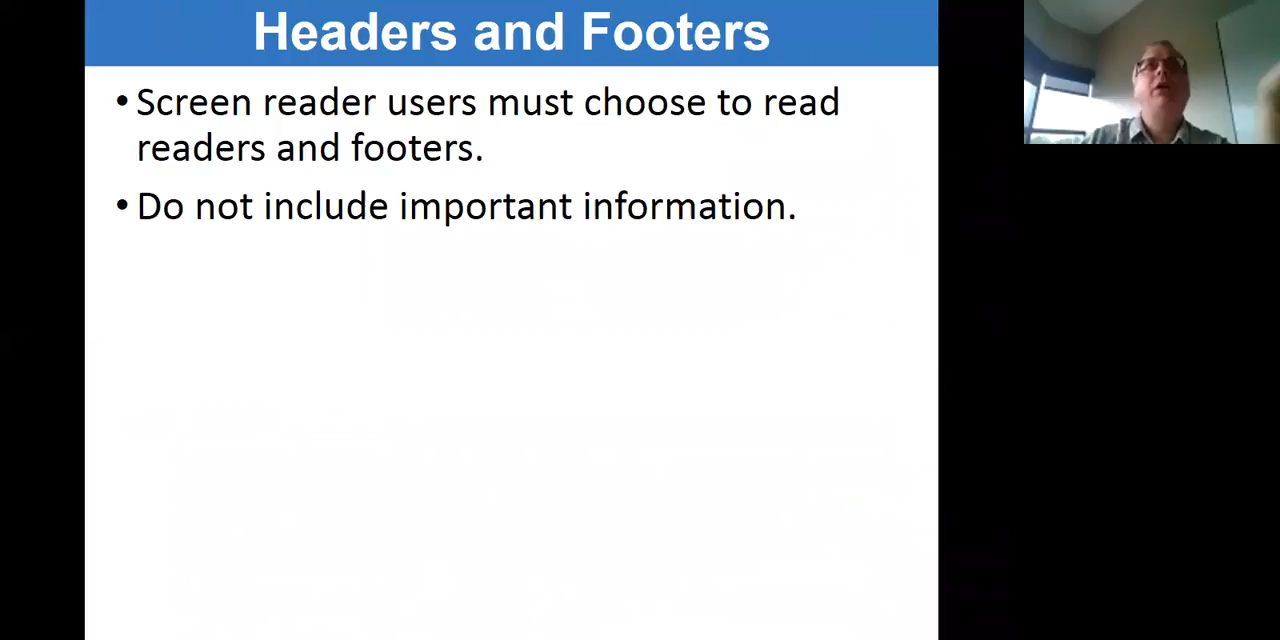 Headers and Footers
• Screen reader users must choose to read
readers and footers.
• Do not include important information.